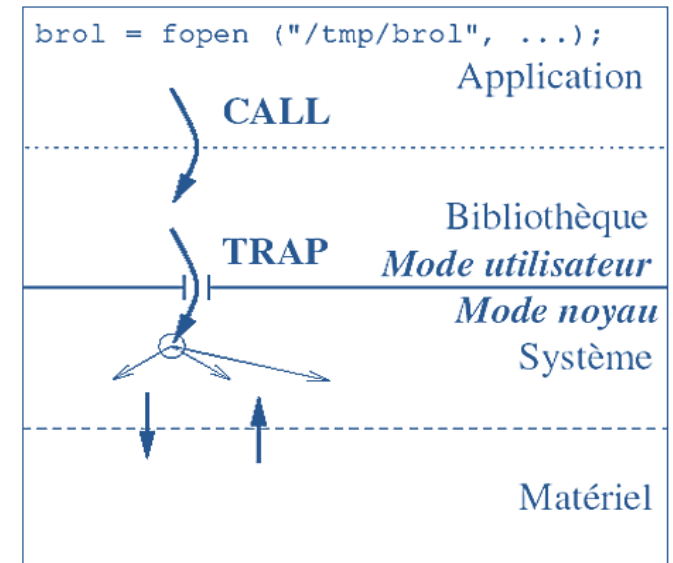 brol = fopen ("/tmp/brol", ...);
Application
CALL
Bibliothèque
TRAP
Mode utilisateur
Mode noyau
Système
Matériel